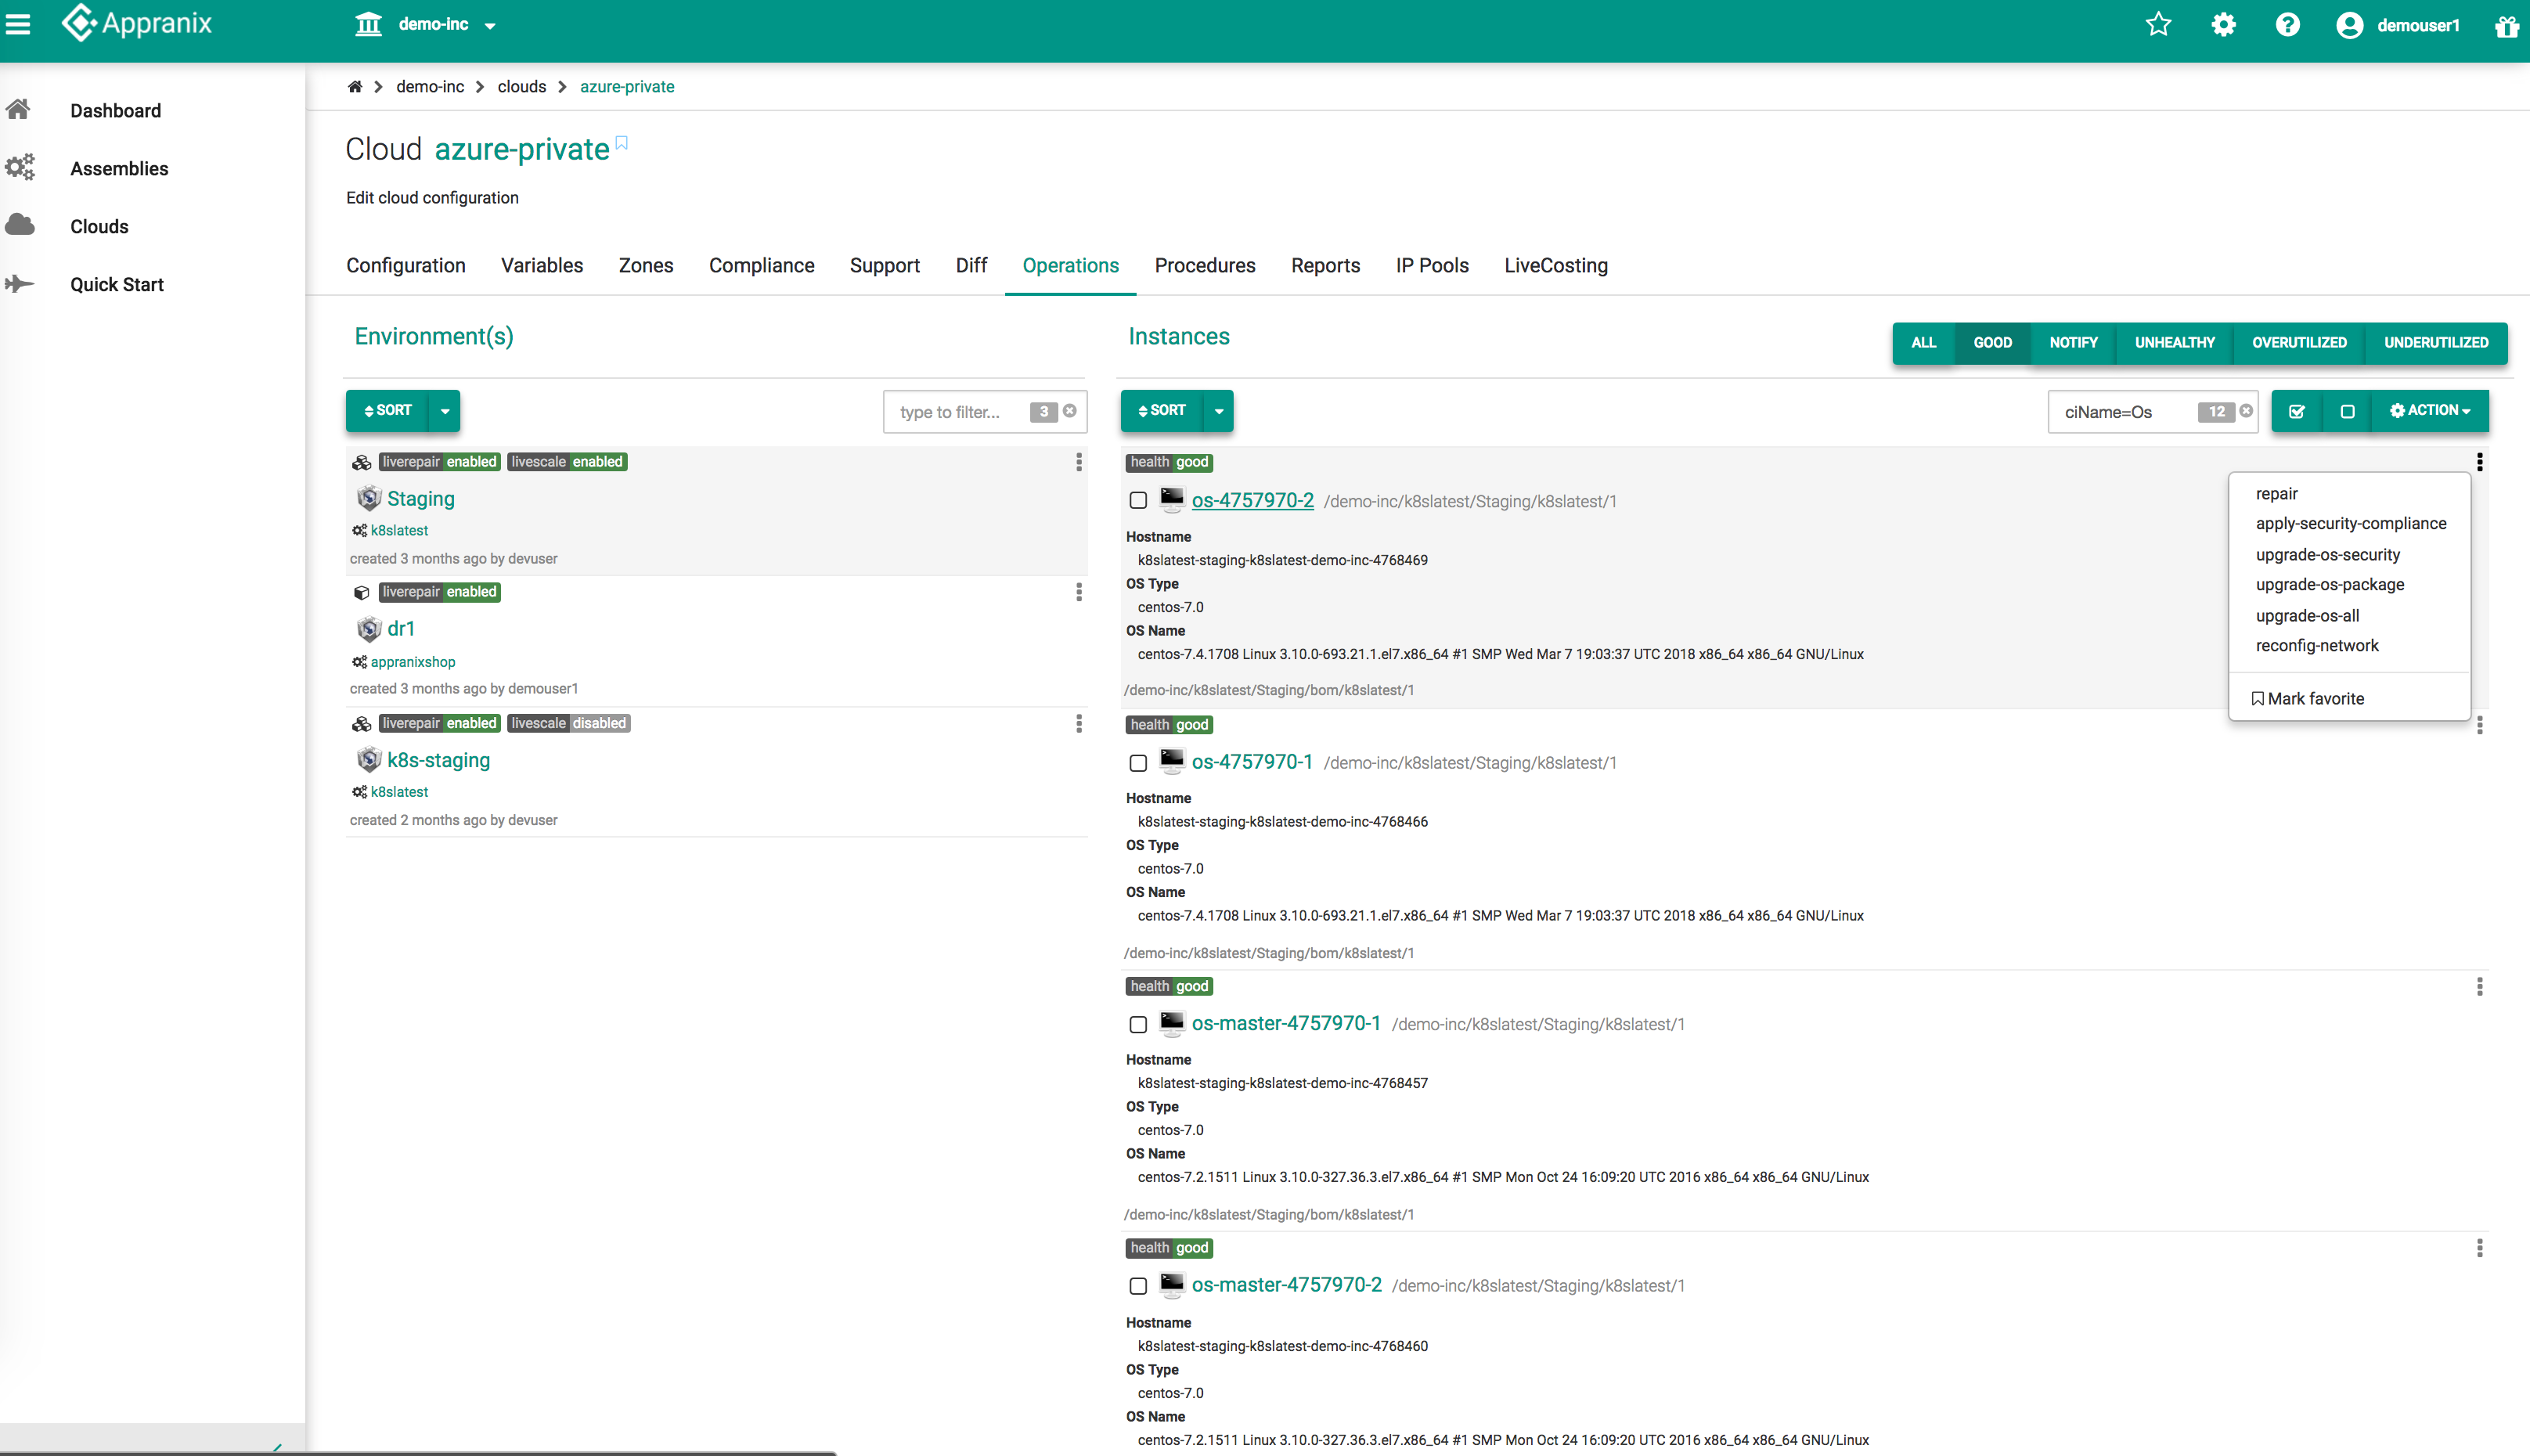 Appranix
demo-inc
demouser1
demo-inc > clouds > azure-private
Dashboard
Assemblies
Clouds
Quick Start
Cloud azure-private
Edit cloud configuration
Configuration Variables Zones Compliance Support Diff Operations Procedures Reports IP Pools LiveCosting
Environment(s)
SORT
type to filter... 3
liverepair enabled livescale enabled
Staging
k8slatest
created 3 months ago by devuser
liverepair enabled
dr1
appranixshop
created 3 months ago by demouser1
liverepair enabled livescale disabled
k8s-staging
k8slatest
created 2 months ago by devuser
Instances
ALL GOOD NOTIFY UNHEALTHY OVERUTILIZED UNDERUTILIZED
SORT
ciName=Os 12
ACTION
health good
os-4757970-2 /demo-inc/k8slatest/Staging/k8slatest/1
Hostname
k8slatest-staging-k8slatest-demo-inc-4768469
OS Type
centos-7.0
OS Name
centos-7.4.1708 Linux 3.10.0-693.21.1.el7.x86_64 #1 SMP Wed Mar 7 19:03:37 UTC 2018 x86_64 x86_64 GNU/Linux
/demo-inc/k8slatest/Staging/bom/k8slatest/1
repair
apply-security-compliance
upgrade-os-security
upgrade-os-package
upgrade-os-all
reconfig-network
Mark favorite
health good
os-4757970-1 /demo-inc/k8slatest/Staging/k8slatest/1
Hostname
k8slatest-staging-k8slatest-demo-inc-4768466
OS Type
centos-7.0
OS Name
centos-7.4.1708 Linux 3.10.0-693.21.1.el7.x86_64 #1 SMP Wed Mar 7 19:03:37 UTC 2018 x86_64 x86_64 GNU/Linux
/demo-inc/k8slatest/Staging/bom/k8slatest/1
health good
os-master-4757970-1 /demo-inc/k8slatest/Staging/k8slatest/1
Hostname
k8slatest-staging-k8slatest-demo-inc-4768457
OS Type
centos-7.0
OS Name
centos-7.2.1511 Linux 3.10.0-327.36.3.el7.x86_64 #1 SMP Mon Oct 24 16:09:20 UTC 2016 x86_64 x86_64 GNU/Linux
/demo-inc/k8slatest/Staging/bom/k8slatest/1
health good
os-master-4757970-2 /demo-inc/k8slatest/Staging/k8slatest/1
Hostname
k8slatest-staging-k8slatest-demo-inc-4768460
OS Type
centos-7.0
OS Name
centos-7.2.1511 Linux 3.10.0-327.36.3.el7.x86_64 #1 SMP Mon Oct 24 16:09:20 UTC 2016 x86_64 x86_64 GNU/Linux